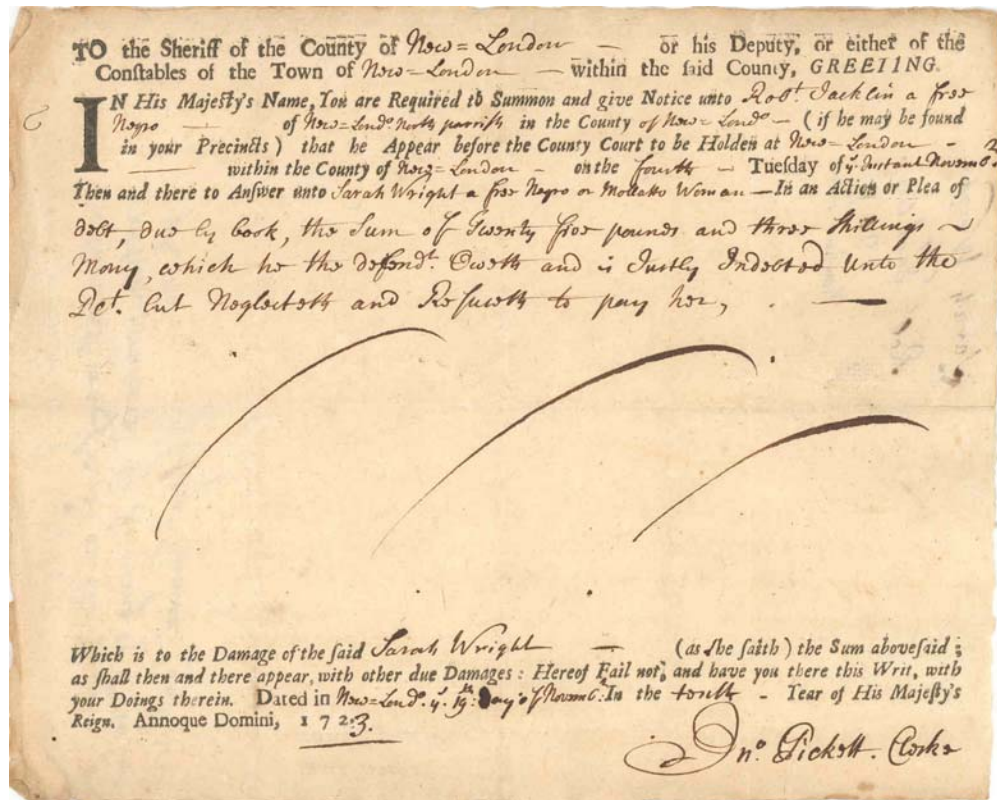 TO the Sheriff of the County of New=London — or his Deputy, or either of the
Conſtables of the Town of New=London — within the ſaid County, GREETING.
IN His Majeſty's Name, You are Required to Summon and give Notice unto Robt. Jacklin a free
Negro — of New=Londo. North parrish in the County of New=Londo — ( if he may be found
in your Precincts ) that he Appear before the County Court to be Holden at New=London -
— within the County of New=London - on the fourth - Tueſday of y. Instant Novemb
Then and there to Anſwer unto Sarah Wright a free Negro or Mollatto Woman — In an Action or Plea of
debt, due by book, the Sum of Twenty five pounds and three Shillings ~
Mony, which he the deffendt. Oweth and is Justly Indebted Unto the
but Neglecteth and Refuseth to pay her, . —
Which is to the Damage of the ſaid Sarah Wright — (as She ſaith) the Sum aboveſaid ;
as ſhall then and there appear, with other due Damages : Hereof Fail not, and have you there this Writ, with
your Doings therein. Dated in New=Londo. y. 19th: Day of Novemb: In the tenth - Year of His Majeſty's
Reign. Annoque Domini, 1723.
Jno. Pickett. Clerke